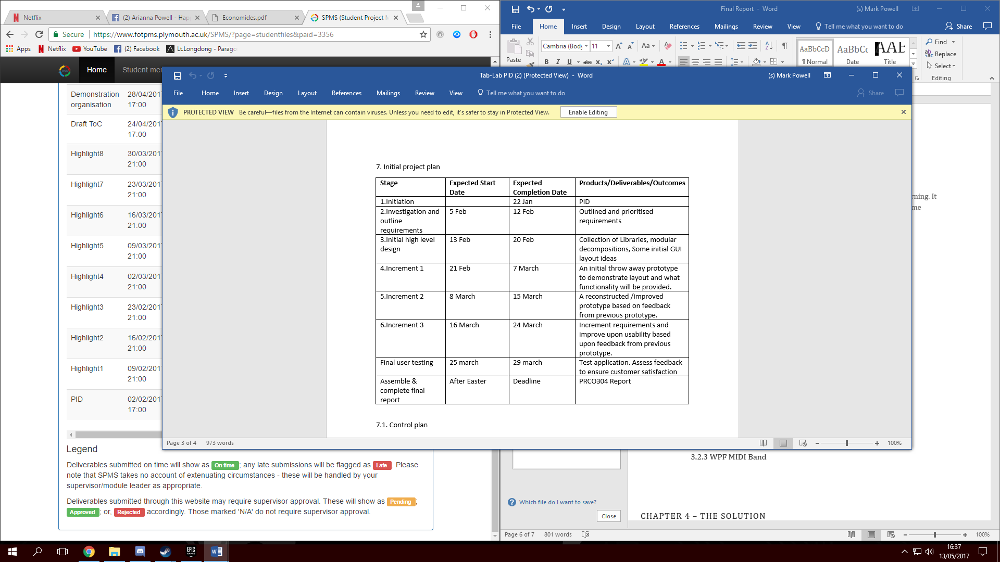 Netflix
(2) Arianna Powell - Hap
Economides.pdf
SPMS (Student Project M
Secure https://www.fotpms.plymouth.ac.uk/SPMS/?page=studentfiles&paid=3356
Apps Netflix YouTube (2) Facebook Lt.Longdong - Parago
Home Student mer
Demonstration organisation 28/04/201
17:00
Draft ToC 24/04/201
17:00
Highlight8 30/03/201
21:00
Highlight7 23/03/201
21:00
Highlight6 16/03/201
21:00
Highlight5 09/03/201
21:00
Highlight4 02/03/201
21:00
Highlight3 23/02/201
21:00
Highlight2 16/02/201
21:00
Highlight1 09/02/201
21:00
PID 02/02/201
17:00
Legend
Deliverables submitted on time will show as On time; any late submissions will be flagged as Late. Please
note that SPMS takes no account of extenuating circumstances - these will be handled by your
supervisor/module leader as appropriate.
Deliverables submitted through this website may require supervisor approval. These will show as Pending;
Approved; or, Rejected accordingly. Those marked 'N/A' do not require supervisor approval.
Final Report - Word (s) Mark Powell
File Home Insert Design Layout References Mailings Review View Tell me what you want to do Share
Paste
Cambria (Body 11
AaBbCcD AaBbCc AAE
¶ Normal Date Title
Find
Replace
Select
Editing
Tab-Lab PID (2) (Protected View) - Word (s) Mark Powell
File Home Insert Design Layout References Mailings Review View Tell me what you want to do Share
PROTECTED VIEW Be careful—files from the Internet can contain viruses. Unless you need to edit, it's safer to stay in Protected View. Enable Editing
7. Initial project plan
Stage Expected Start Date Expected Completion Date Products/Deliverables/Outcomes
1.Initiation 22 Jan PID
2.Investigation and outline requirements 5 Feb 12 Feb Outlined and prioritised requirements
3.Initial high level design 13 Feb 20 Feb Collection of Libraries, modular decompositions, Some initial GUI layout ideas
4.Increment 1 21 Feb 7 March An initial throw away prototype to demonstrate layout and what functionality will be provided.
5.Increment 2 8 March 15 March A reconstructed /improved prototype based on feedback from previous prototype.
6.Increment 3 16 March 24 March Increment requirements and improve upon usability based upon feedback from previous prototype.
Final user testing 25 march 29 march Test application. Assess feedback to ensure customer satisfaction
Assemble & complete final report After Easter Deadline PRCO304 Report
7.1. Control plan
Page 3 of 4 973 words 100%
rning. It
me
3.2.3 WPF MIDI Band
Which file do I want to save?
Close
CHAPTER 4 – THE SOLUTION
Page 6 of 7 801 words 100%
EPIC GAMES
16:37
13/05/2017